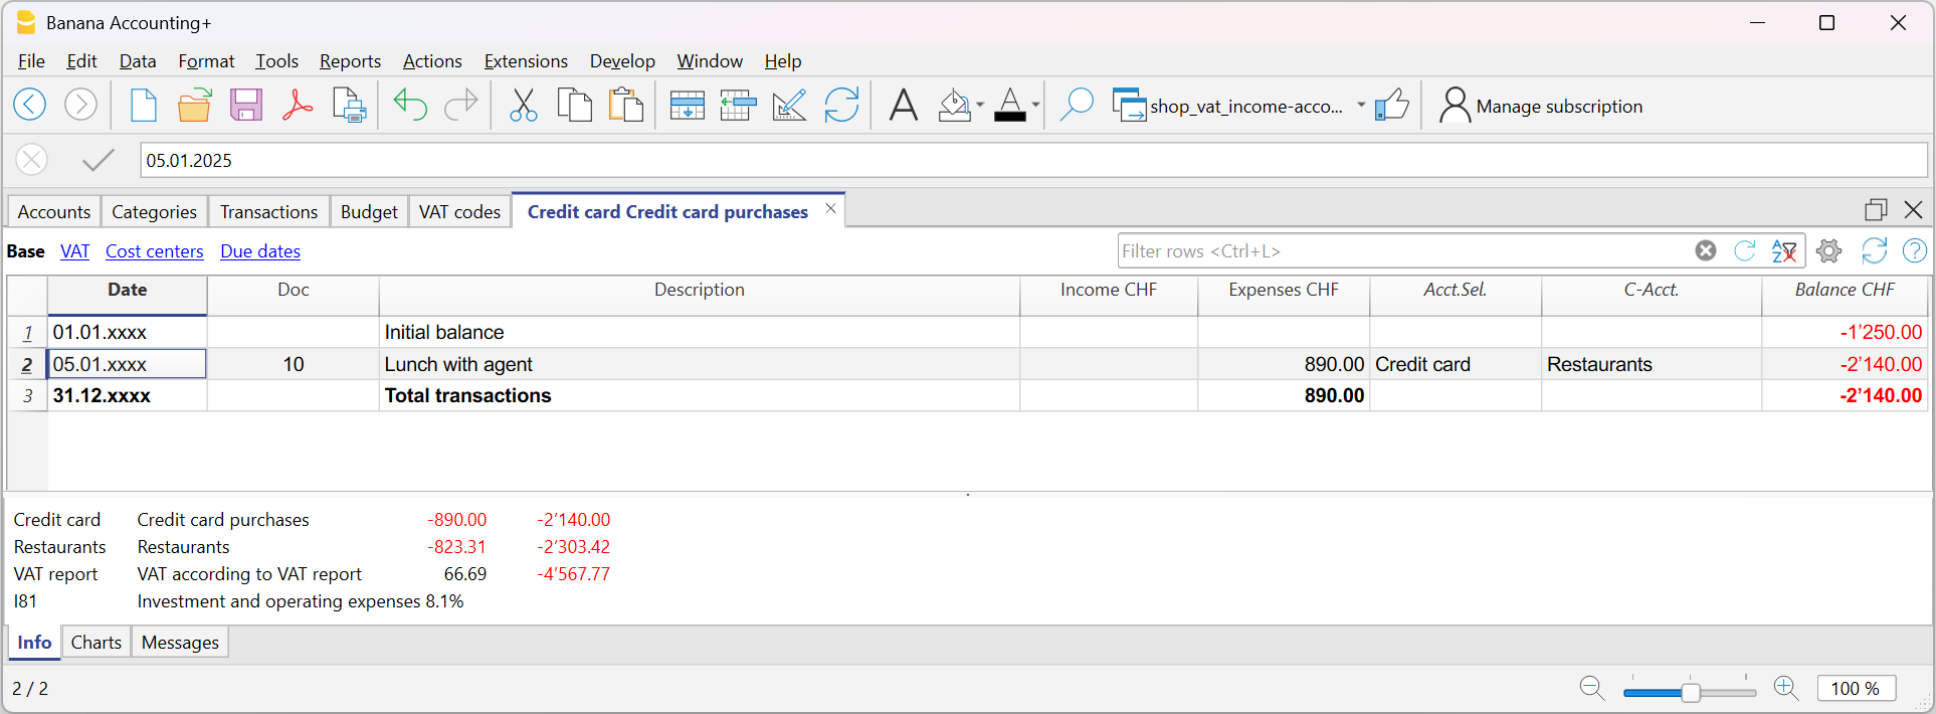 Banana Accounting+
File Edit Data Format Tools Reports Actions Extensions Develop Window Help
shop_vat_income-acco... Manage subscription
05.01.2025
Accounts Categories Transactions Budget VAT codes Credit card Credit card purchases
Base VAT Cost centers Due dates Filter rows <Ctrl+L>
Date Doc Description Income CHF Expenses CHF Acct.Sel. C-Acct. Balance CHF
1 01.01.xxxx Initial balance -1’250.00
2 05.01.xxxx 10 Lunch with agent 890.00 Credit card Restaurants -2’140.00
3 31.12.xxxx Total transactions 890.00 -2’140.00
Credit card Credit card purchases -890.00 -2’140.00
Restaurants Restaurants -823.31 -2’303.42
VAT report VAT according to VAT report 66.69 -4’567.77
I81 Investment and operating expenses 8.1%
Info Charts Messages
2 / 2 100 %